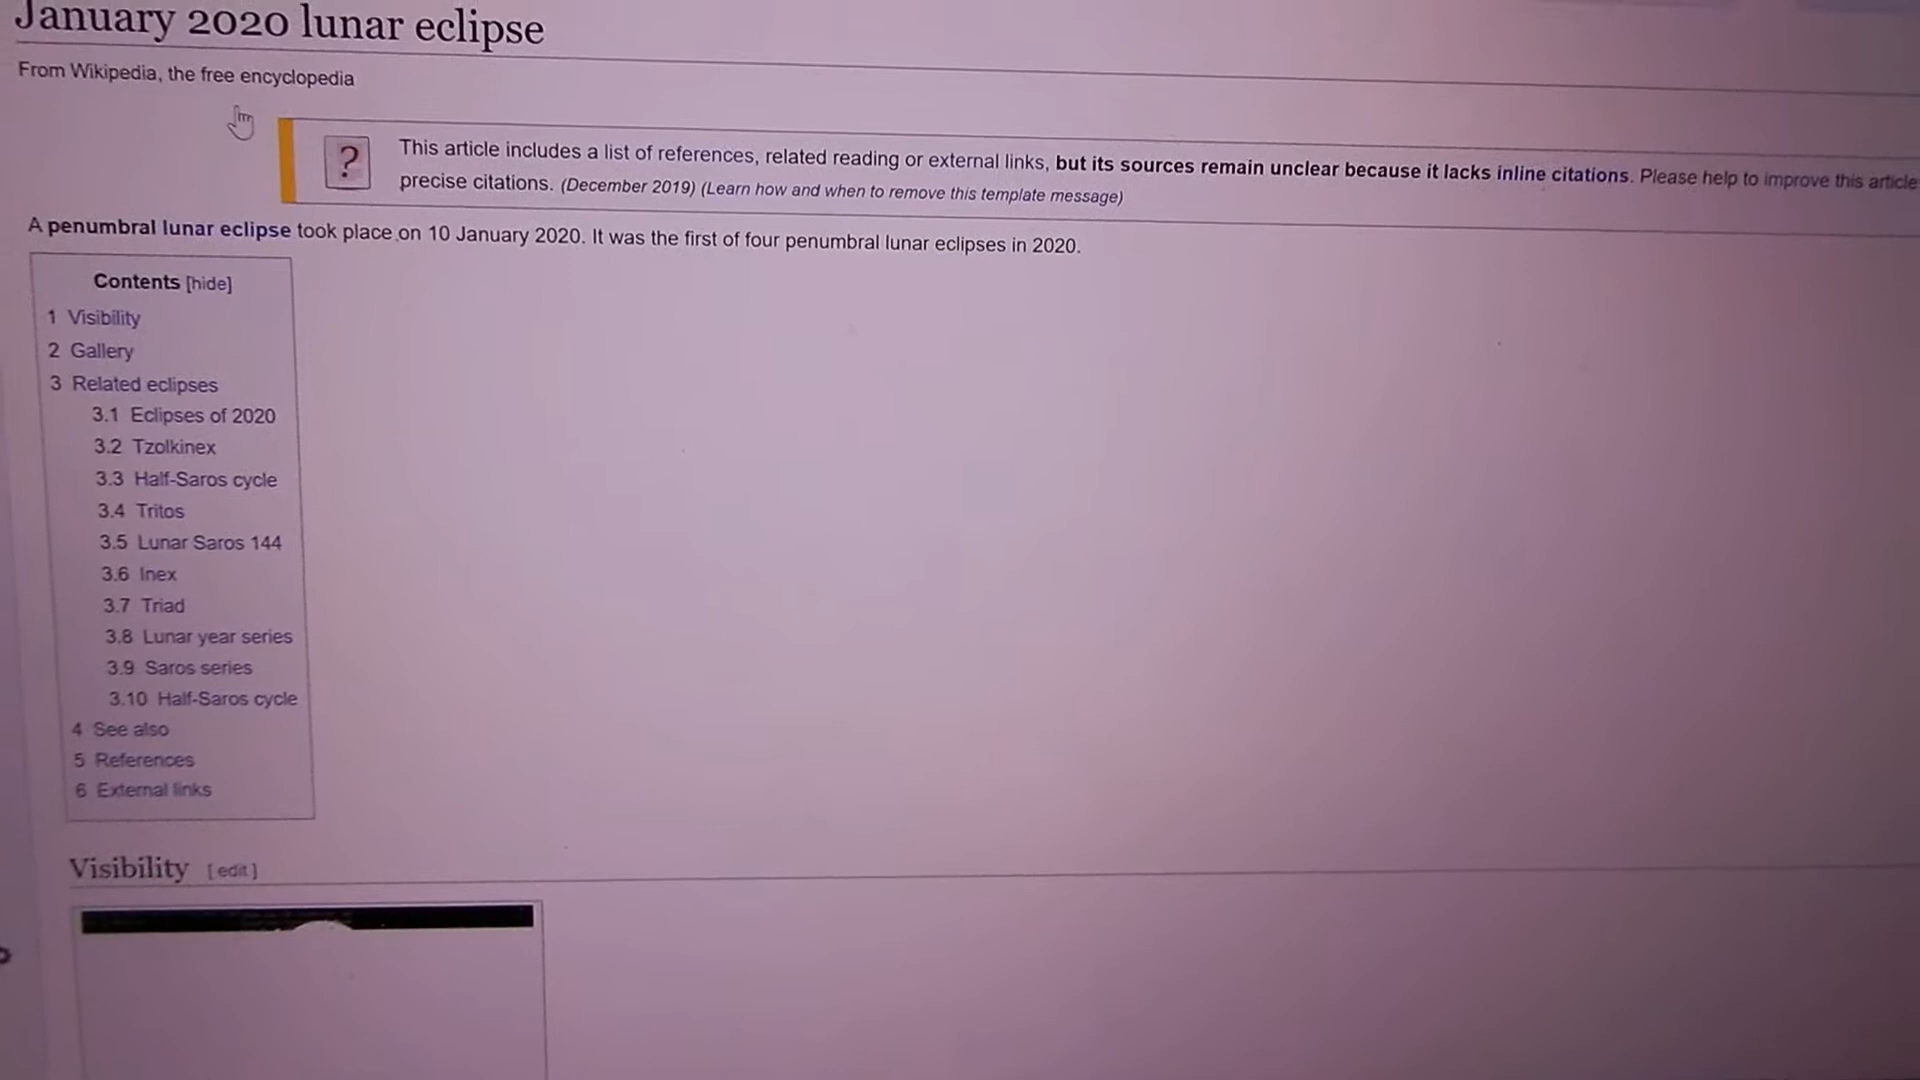 January 2020 lunar eclipse
From Wikipedia, the free encyclopedia
?
This article includes a list of references, related reading or external links, but its sources remain unclear because it lacks inline citations. Please help to improve this article
precise citations. (December 2019) (Learn how and when to remove this template message)
A penumbral lunar eclipse took place on 10 January 2020. It was the first of four penumbral lunar eclipses in 2020.
Contents [hide]
1 Visibility
2 Gallery
3 Related eclipses
3.1 Eclipses of 2020
3.2 Tzolkinex
3.3 Half-Saros cycle
3.4 Tritos
3.5 Lunar Saros 144
3.6 Inex
3.7 Triad
3.8 Lunar year series
3.9 Saros series
3.10 Half-Saros cycle
4 See also
5 References
6 External links
Visibility [edit]